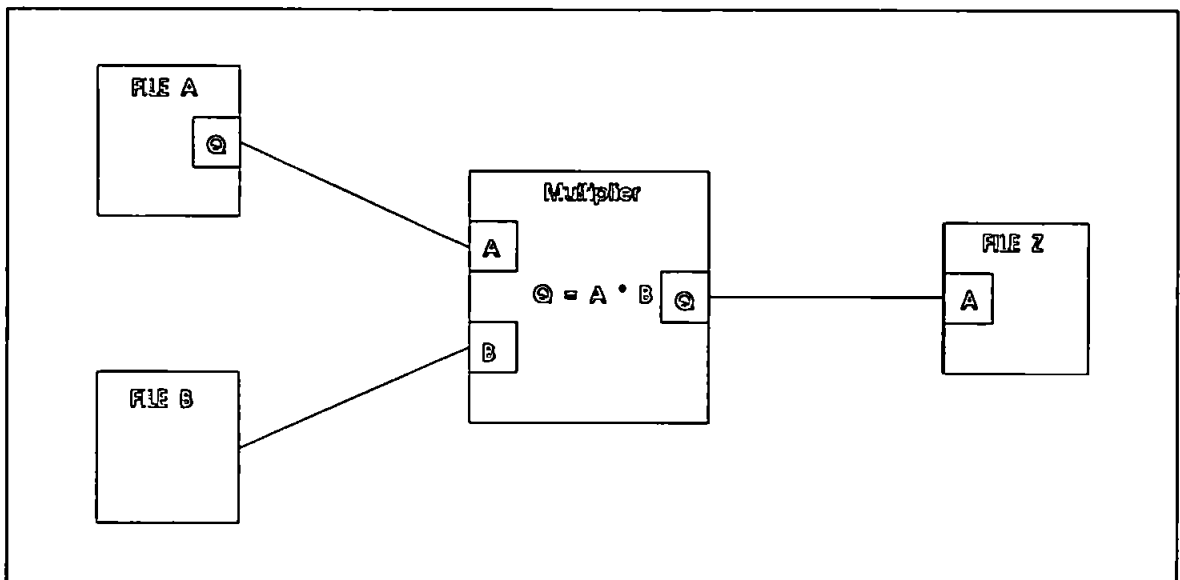 FILE A
Q
Multiplier
A
Q = A * B
Q
B
FILE B
FILE Z
A